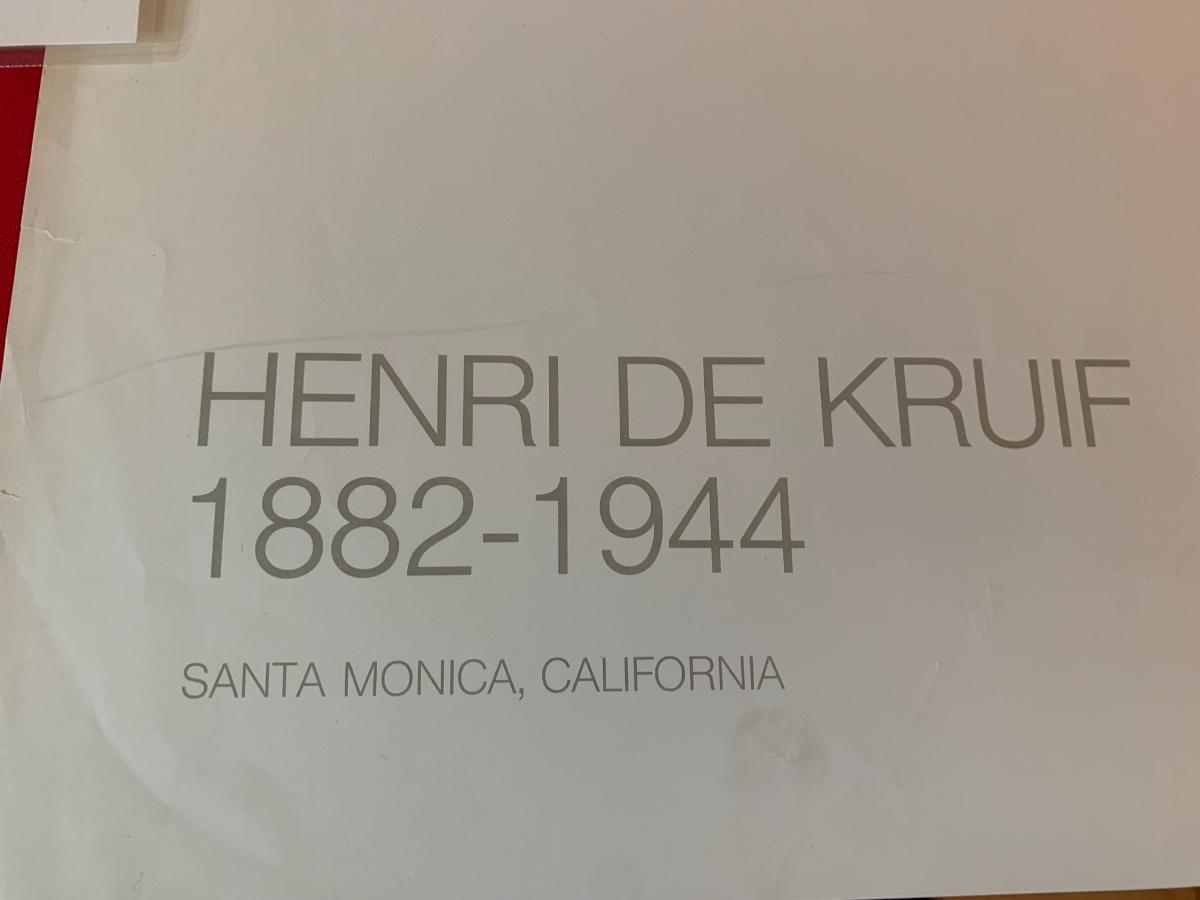 HENRI DE KRUIF
1882-1944
SANTA MONICA, CALIFORNIA